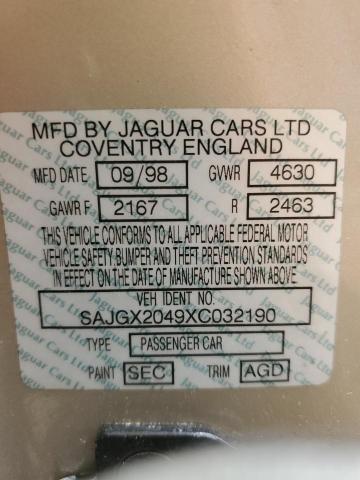 MFD BY JAGUAR CARS LTD
COVENTRY ENGLAND
MFD DATE 09/98 GVWR 4630
GAWR F 2167 R 2463
THIS VEHICLE CONFORMS TO ALL APPLICABLE FEDERAL MOTOR
VEHICLE SAFETY BUMPER AND THEFT PREVENTION STANDARDS
IN EFFECT ON THE DATE OF MANUFACTURE SHOWN ABOVE
VEH IDENT NO.
SAJGX2049XC032190
TYPE PASSENGER CAR
PAINT SEC TRIM AGD